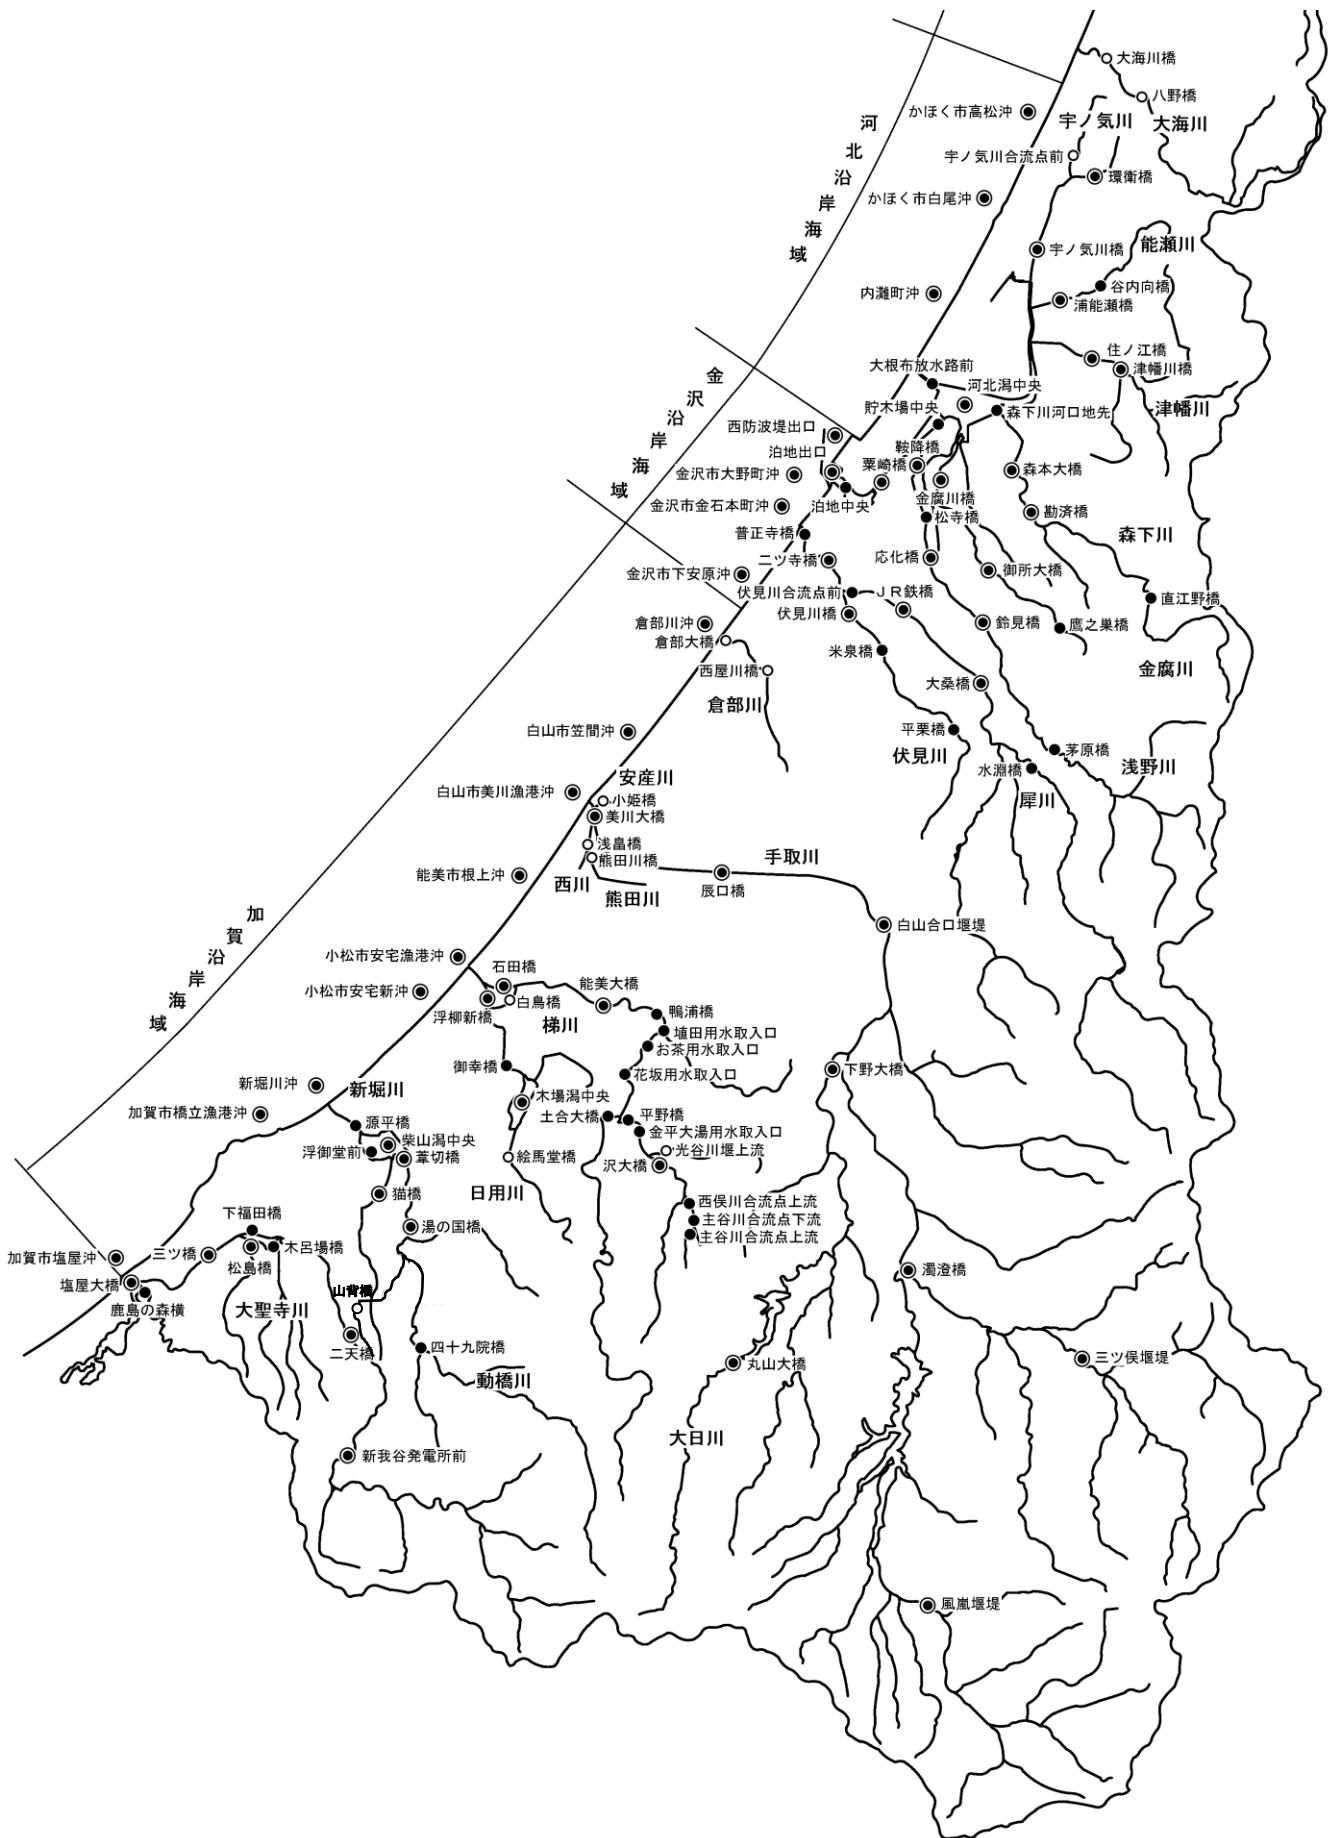 大海川橋
八野橋
かほく市高松沖
宇ノ気川
大海川
河北沿岸海域
宇ノ気川合流点前
環衛橋
かほく市白尾沖
能瀬川
宇ノ気川橋
谷内向橋
内灘町沖
浦能瀬橋
住ノ江橋
大根布放水路前
津幡川橋
河北潟中央
金沢沿岸海域
貯木場中央
森下川河口地先
津幡川
西防波堤出口
鞍降橋
泊地出口
粟崎橋
森本大橋
金沢市大野町沖
金腐川橋
金沢市金石本町沖
泊地中央
松寺橋
勘済橋
普正寺橋
森下川
二ツ寺橋
応化橋
御所大橋
金沢市下安原沖
伏見川合流点前
JR鉄橋
直江野橋
伏見川橋
倉部川沖
鈴見橋
鷹之巣橋
倉部大橋
米泉橋
西屋川橋
金腐川
大桑橋
倉部川
白山市笠間沖
平栗橋
茅原橋
伏見川
水淵橋
浅野川
安産川
白山市美川漁港沖
小姫橋
犀川
美川大橋
浅畠橋
熊田川橋
手取川
能美市根上沖
西川
熊田川
辰口橋
加賀沿岸海域
白山合口堰堤
小松市安宅漁港沖
石田橋
能美大橋
小松市安宅新沖
白鳥橋
浮柳新橋
鴨浦橋
梯川
埴田用水取入口
お茶用水取入口
御幸橋
下野大橋
花坂用水取入口
新堀川沖
新堀川
木場潟中央
加賀市橋立漁港沖
土合大橋
平野橋
源平橋
金平大湯用水取入口
柴山潟中央
浮御堂前
光谷川堰上流
葦切橋
絵馬堂橋
沢大橋
猫橋
日用川
西俣川合流点上流
下福田橋
主谷川合流点下流
湯の国橋
主谷川合流点上流
三ツ橋
木呂場橋
加賀市塩屋沖
松島橋
濁澄橋
塩屋大橋
山背橋
鹿島の森横
大聖寺川
二天橋
四十九院橋
三ツ俣堰堤
丸山大橋
動橋川
大日川
新我谷発電所前
風嵐堰堤